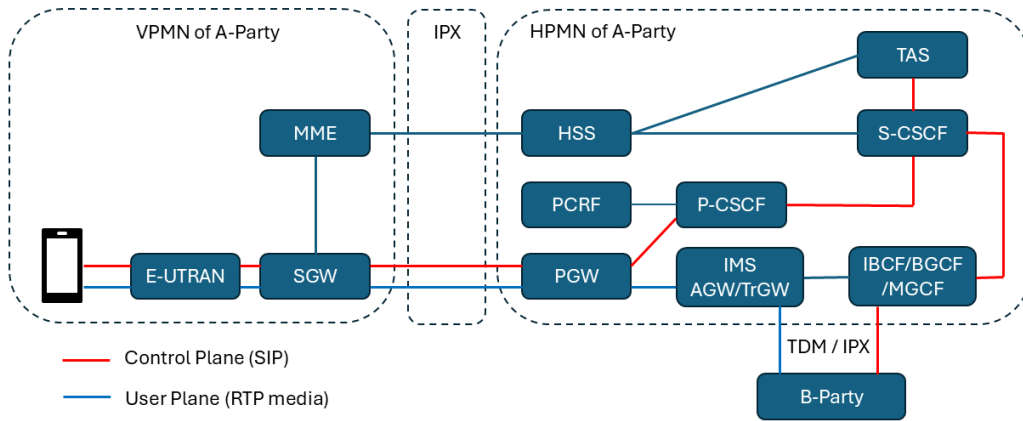 VPMN of A-Party
IPX
HPMN of A-Party
TAS
MME
HSS
S-CSCF
PCRF
P-CSCF
E-UTRAN
SGW
PGW
IMS
AGW/TrGW
IBCF/BGCF
/MGCF
TDM / IPX
Control Plane (SIP)
User Plane (RTP media)
B-Party